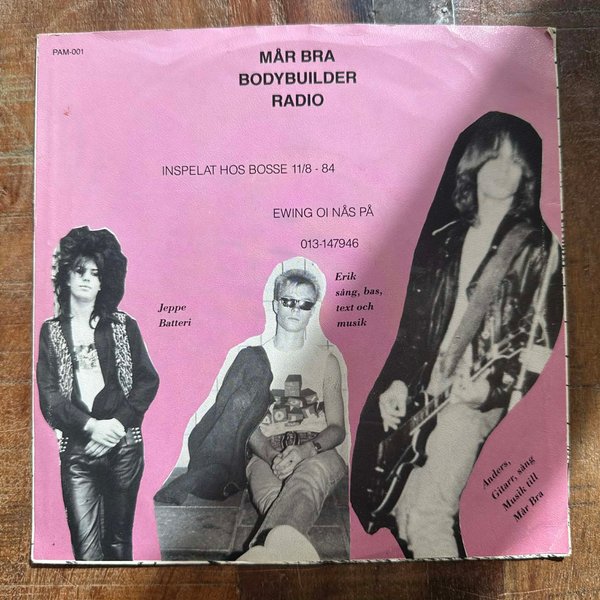 PAM-001
MÅR BRA
BODYBUILDER
RADIO
INSPELAT HOS BOSSE 11/8 - 84
EWING OI NÅS PÅ
013-147946
Jeppe
Batteri
Erik
sång, bas,
text och
musik
Anders,
Gitarr, sång
Musik till
Mår Bra